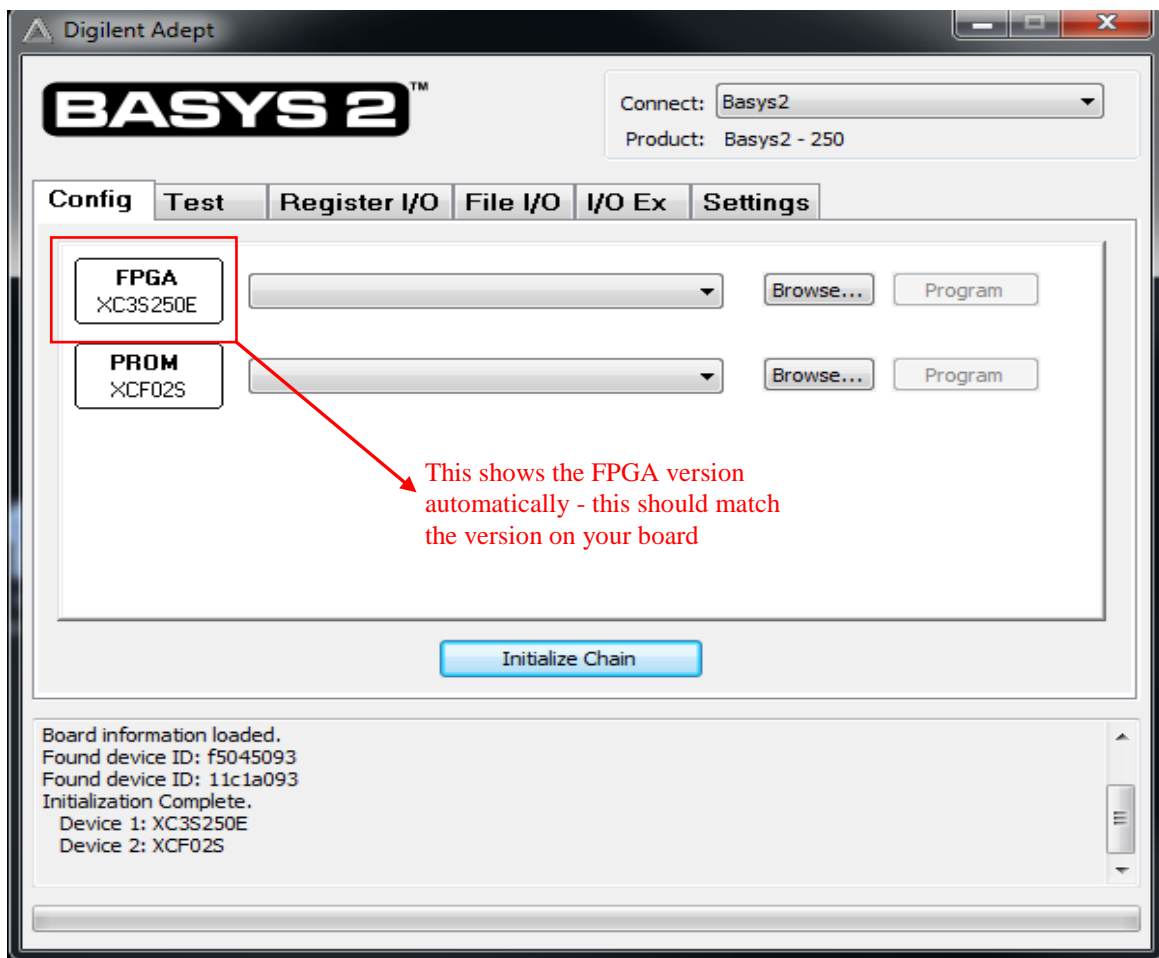 Digilent Adept
BASYS 2™
Connect: Basys2
Product: Basys2 - 250
Config Test Register I/O File I/O I/O Ex Settings
FPGA
XC3S250E
Browse... Program
PROM
XCF02S
Browse... Program
This shows the FPGA version
automatically - this should match
the version on your board
Initialize Chain
Board information loaded.
Found device ID: f5045093
Found device ID: 11c1a093
Initialization Complete.
Device 1: XC3S250E
Device 2: XCF02S